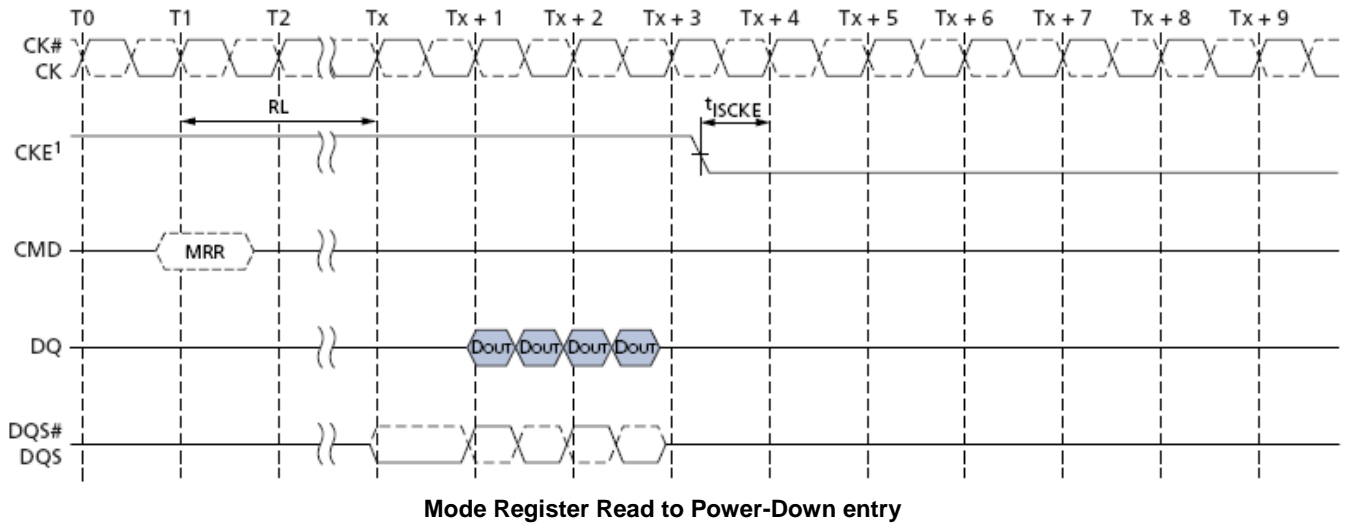 T0 T1 T2 Tx Tx + 1 Tx + 2 Tx + 3 Tx + 4 Tx + 5 Tx + 6 Tx + 7 Tx + 8 Tx + 9
CK#
CK
RL
tISCKE
CKE1
CMD
MRR
DQ
DOUT DOUT DOUT DOUT
DQS#
DQS
Mode Register Read to Power-Down entry